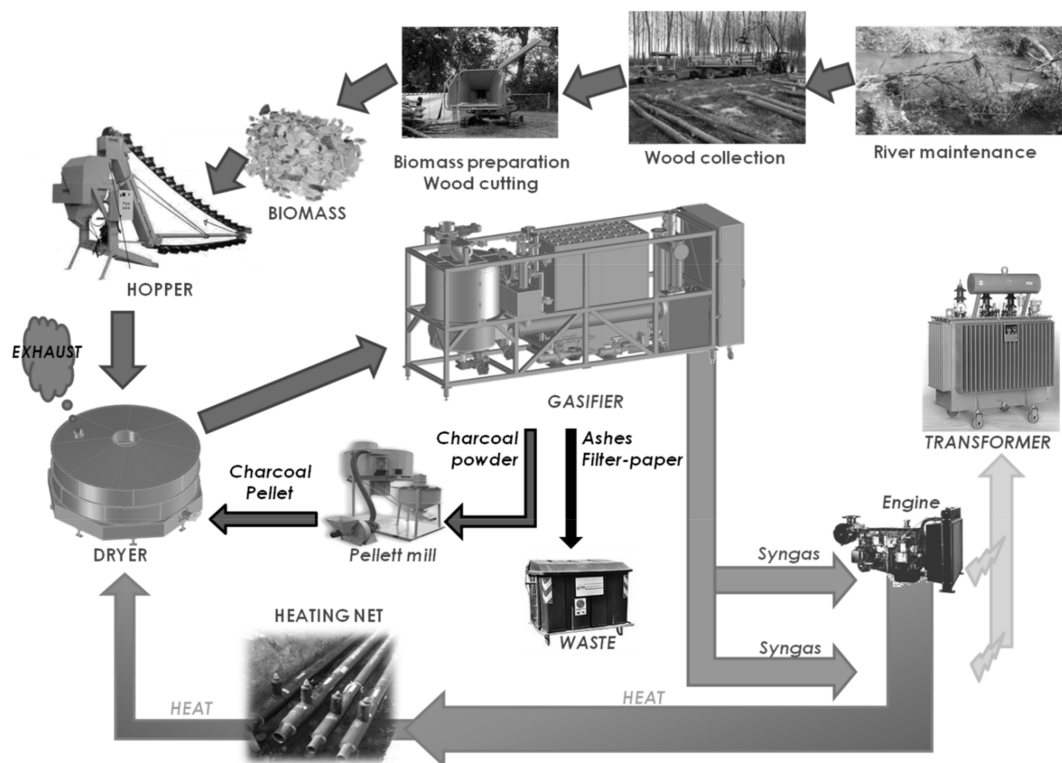 Biomass preparation
Wood cutting
Wood collection
River maintenance
BIOMASS
HOPPER
EXHAUST
GASIFIER
TRANSFORMER
Charcoal
powder
Ashes
Filter-paper
Charcoal
Pellet
Engine
DRYER
Pellett mill
Syngas
HEATING NET
WASTE
Syngas
HEAT
HEAT